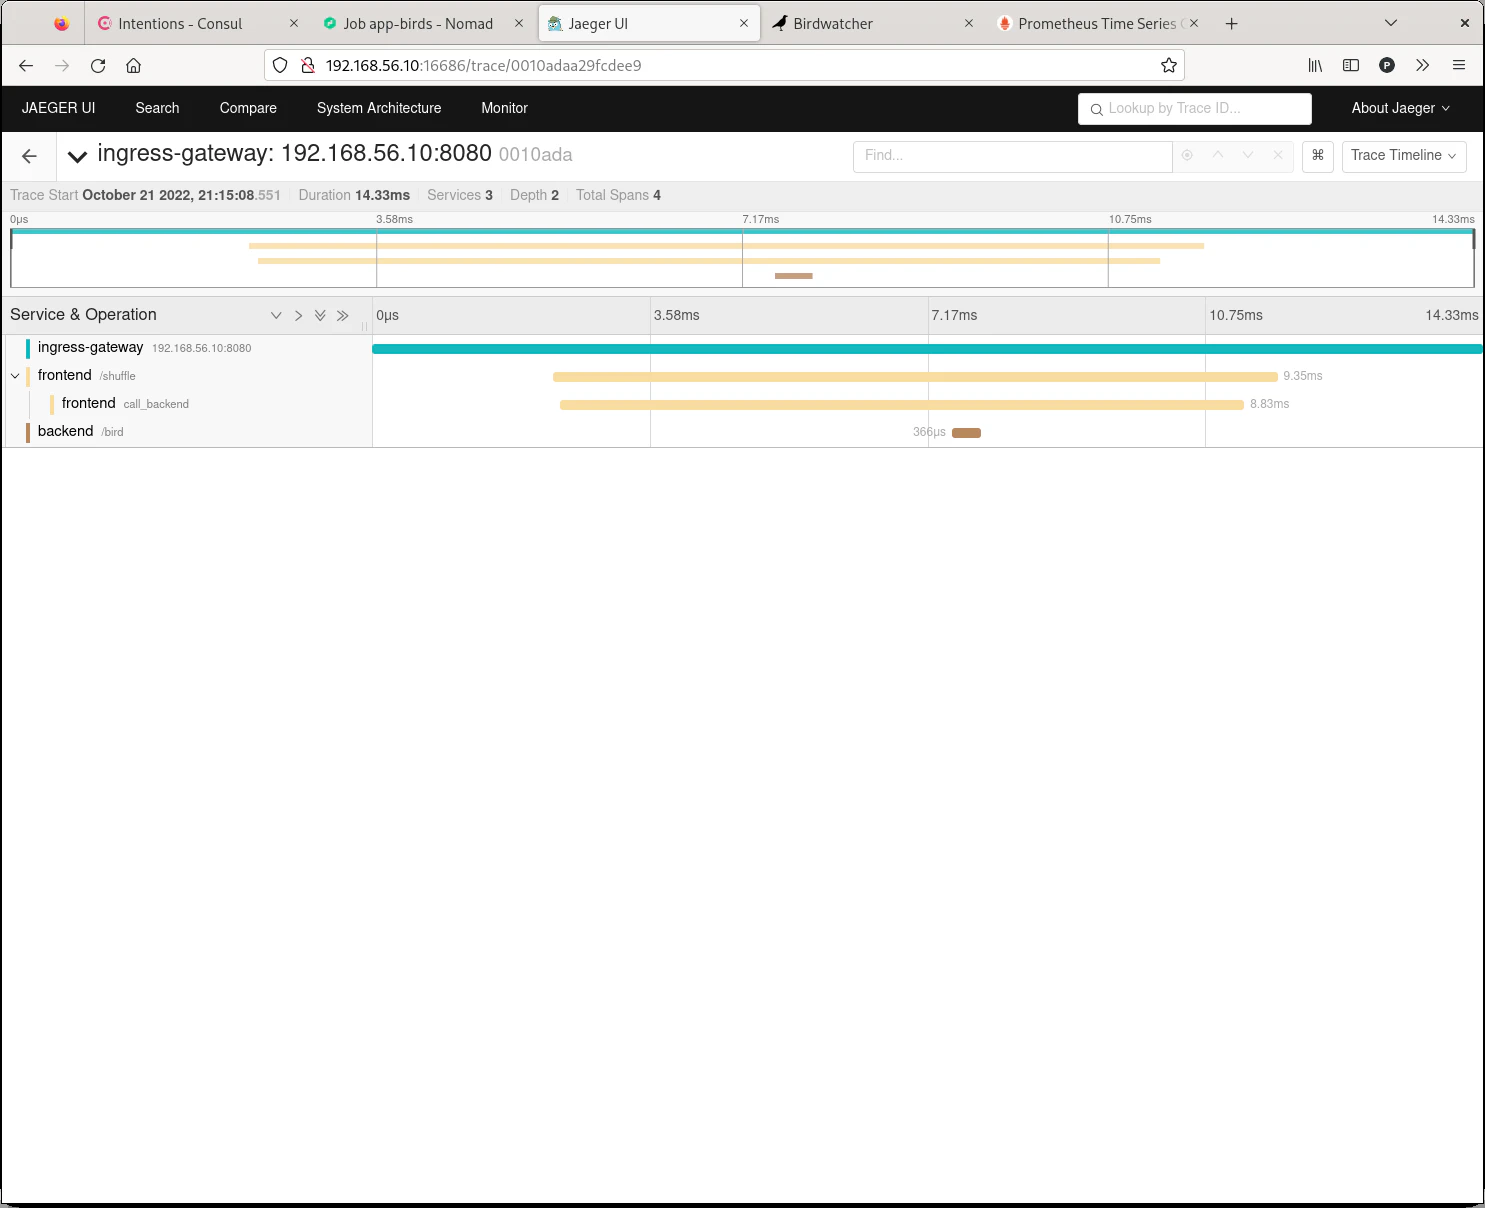 Intentions - Consul Job app-birds - Nomad Jaeger UI Birdwatcher Prometheus Time Series
192.168.56.10:16686/trace/0010adaa29fcdee9 P
JAEGER UI Search Compare System Architecture Monitor Lookup by Trace ID... About Jaeger
ingress-gateway: 192.168.56.10:8080 0010ada Find... ⌘ Trace Timeline
Trace Start October 21 2022, 21:15:08.551 Duration 14.33ms Services 3 Depth 2 Total Spans 4
0μs 3.58ms 7.17ms 10.75ms 14.33ms
Service & Operation 0μs 3.58ms 7.17ms 10.75ms 14.33ms
ingress-gateway 192.168.56.10:8080
frontend /shuffle 9.35ms
frontend call_backend 8.83ms
backend /bird 366μs